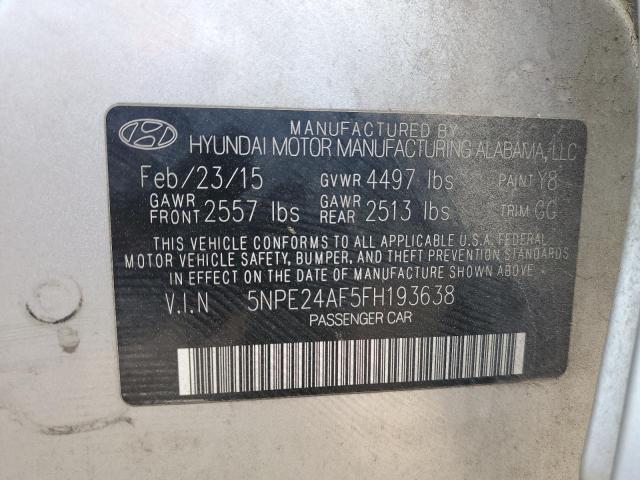 MANUFACTURED BY
HYUNDAI MOTOR MANUFACTURING ALABAMA, LLC
Feb/23/15 GVWR 4497 lbs PAINT Y8
GAWR FRONT 2557 lbs GAWR REAR 2513 lbs TRIM GG
THIS VEHICLE CONFORMS TO ALL APPLICABLE U.S.A. FEDERAL
MOTOR VEHICLE SAFETY, BUMPER, AND THEFT PREVENTION STANDARDS
IN EFFECT ON THE DATE OF MANUFACTURE SHOWN ABOVE
V.I.N 5NPE24AF5FH193638
PASSENGER CAR